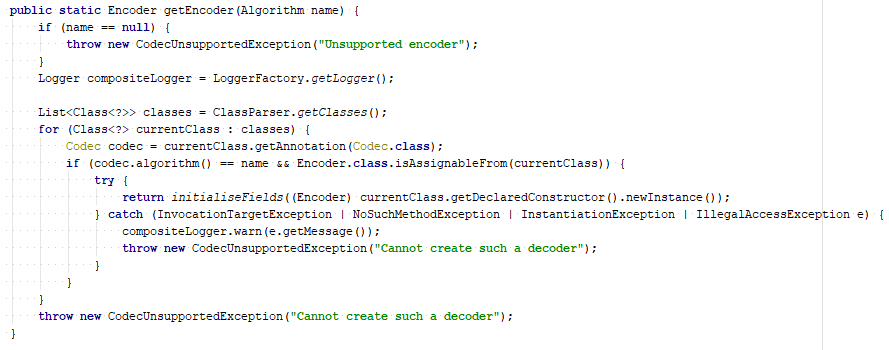 public static Encoder getEncoder(Algorithm name) {
    if (name == null) {
        throw new CodecUnsupportedException("Unsupported encoder");
    }
    Logger compositeLogger = LoggerFactory.getLogger();

    List<Class<?>> classes = ClassParser.getClasses();
    for (Class<?> currentClass : classes) {
        Codec codec = currentClass.getAnnotation(Codec.class);
        if (codec.algorithm() == name && Encoder.class.isAssignableFrom(currentClass)) {
            try {
                return initialiseFields((Encoder) currentClass.getDeclaredConstructor().newInstance());
            } catch (InvocationTargetException | NoSuchMethodException | InstantiationException | IllegalAccessException e) {
                compositeLogger.warn(e.getMessage());
                throw new CodecUnsupportedException("Cannot create such a decoder");
            }
        }
    }
    throw new CodecUnsupportedException("Cannot create such a decoder");
}